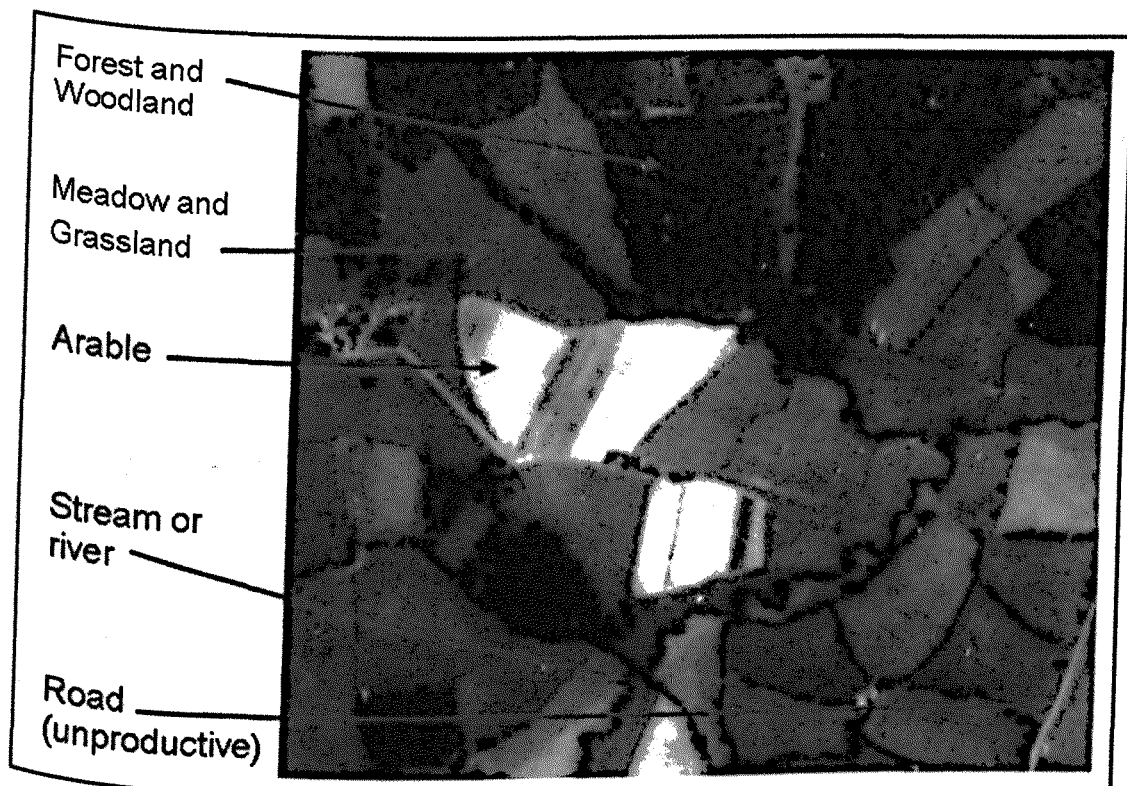 Forest and
Woodland
Meadow and
Grassland
Arable
Stream or
river
Road
(unproductive)